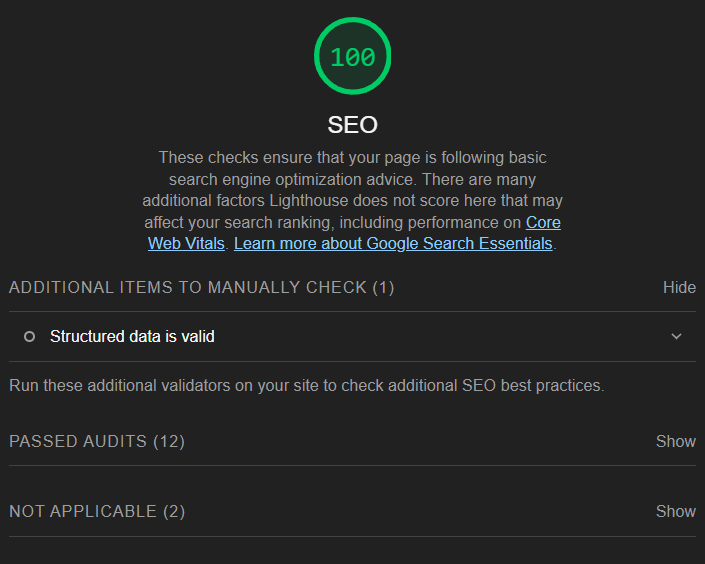 100
SEO
These checks ensure that your page is following basic
search engine optimization advice. There are many
additional factors Lighthouse does not score here that may
affect your search ranking, including performance on Core
Web Vitals. Learn more about Google Search Essentials.
ADDITIONAL ITEMS TO MANUALLY CHECK (1) Hide
Structured data is valid
Run these additional validators on your site to check additional SEO best practices.
PASSED AUDITS (12) Show
NOT APPLICABLE (2) Show